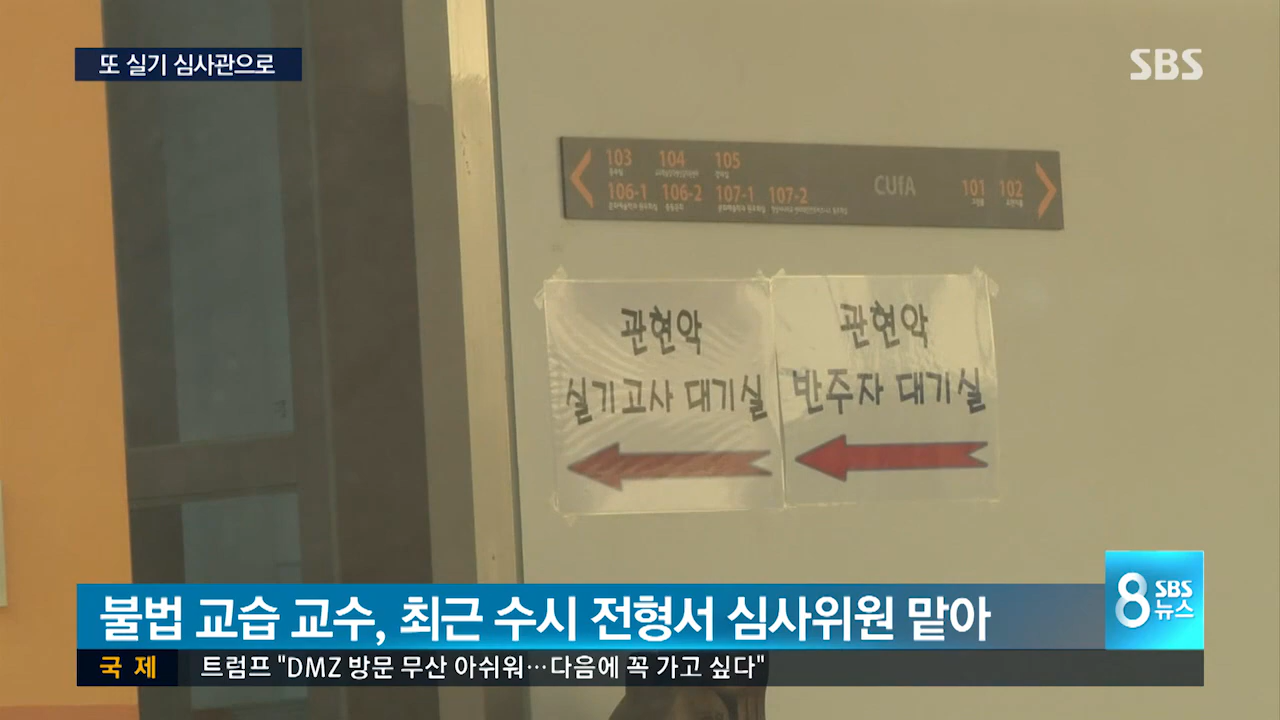 또 실기 심사관으로
SBS
103 104 105
106-1 106-2 107-1 107-2
CUfA
101 102
관현악
실기고사 대기실
관현악
반주자 대기실
불법 교습 교수, 최근 수시 전형서 심사위원 맡아
8 SBS 뉴스
국 제
트럼프 "DMZ 방문 무산 아쉬워…다음에 꼭 가고 싶다"